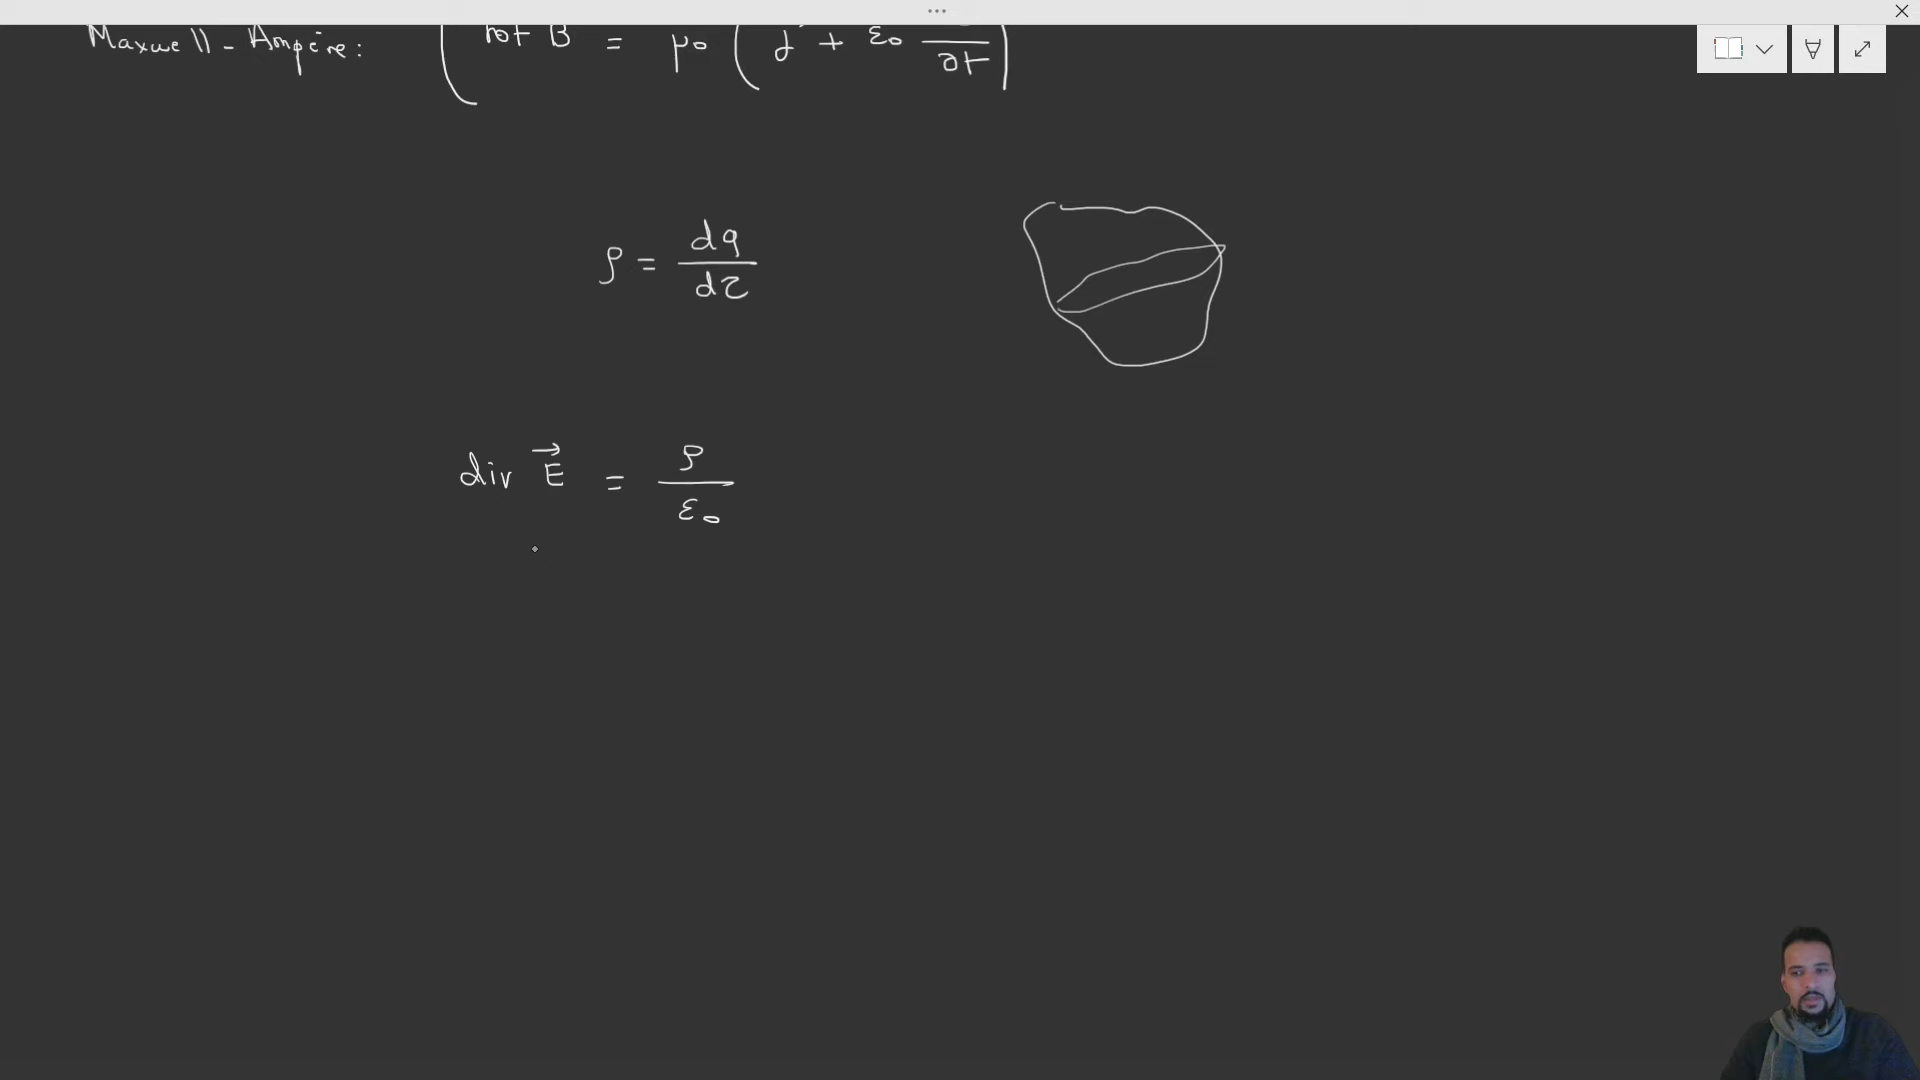 Maxwell - Ampère: rot B = μ₀ ( j + ε₀ — ∂t )
ρ = dq / dτ
div E⃗ = ρ / ε₀